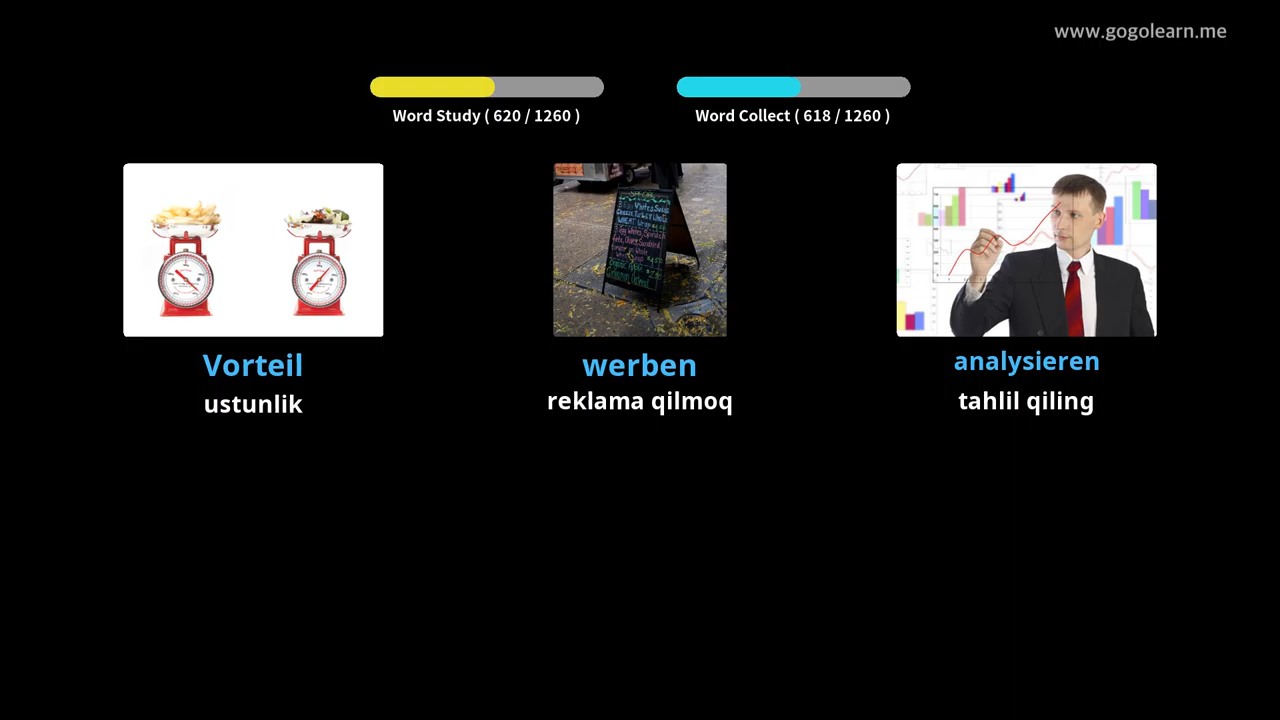 www.gogolearn.me
Word Study ( 620 / 1260 )
Word Collect ( 618 / 1260 )
Vorteil
ustunlik
werben
reklama qilmoq
analysieren
tahlil qiling